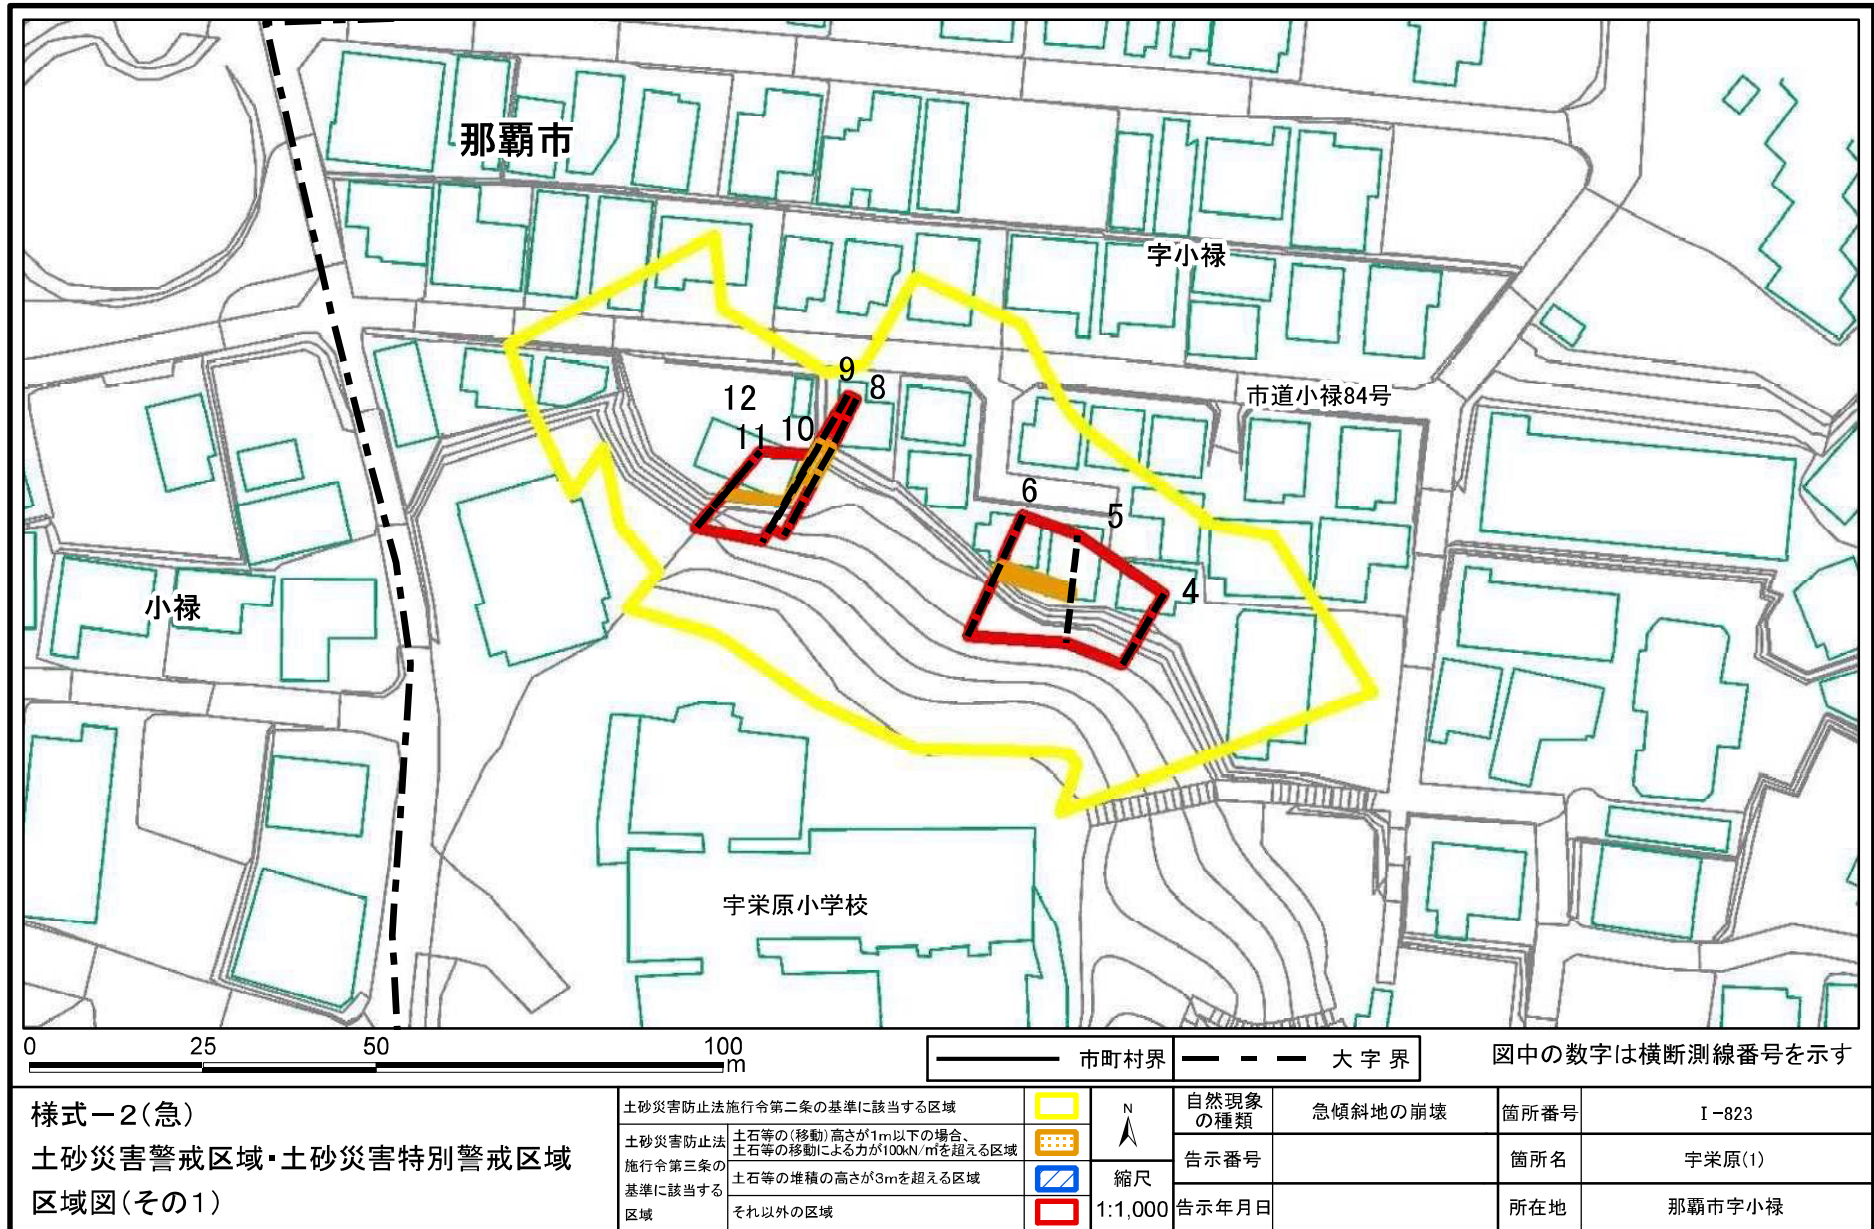 那覇市
字小禄
市道小禄84号
9
8
12
11
10
6
5
4
小禄
宇栄原小学校
0
25
50
100
m
市町村界
大字界
図中の数字は横断測線番号を示す
様式－2(急)
土砂災害警戒区域・土砂災害特別警戒区域
区域図(その1)
土砂災害防止法施行令第二条の基準に該当する区域
土砂災害防止法
施行令第三条の
基準に該当する
区域
土石等の(移動)高さが1m以下の場合、
土石等の移動による力が100kN/㎡を超える区域
土石等の堆積の高さが3mを超える区域
それ以外の区域
N
縮尺
1:1,000
自然現象
の種類
急傾斜地の崩壊
箇所番号
I-823
告示番号
箇所名
宇栄原(1)
告示年月日
所在地
那覇市字小禄